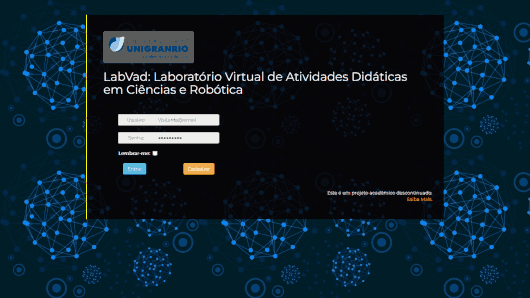 UNIGRANRIO
LabVad: Laboratório Virtual de Atividades Didáticas
em Ciências e Robótica
Usuário
Senha
Lembrar-me:
Entrar
Cadastrar
Este é um projeto acadêmico descontinuado.
Saiba Mais